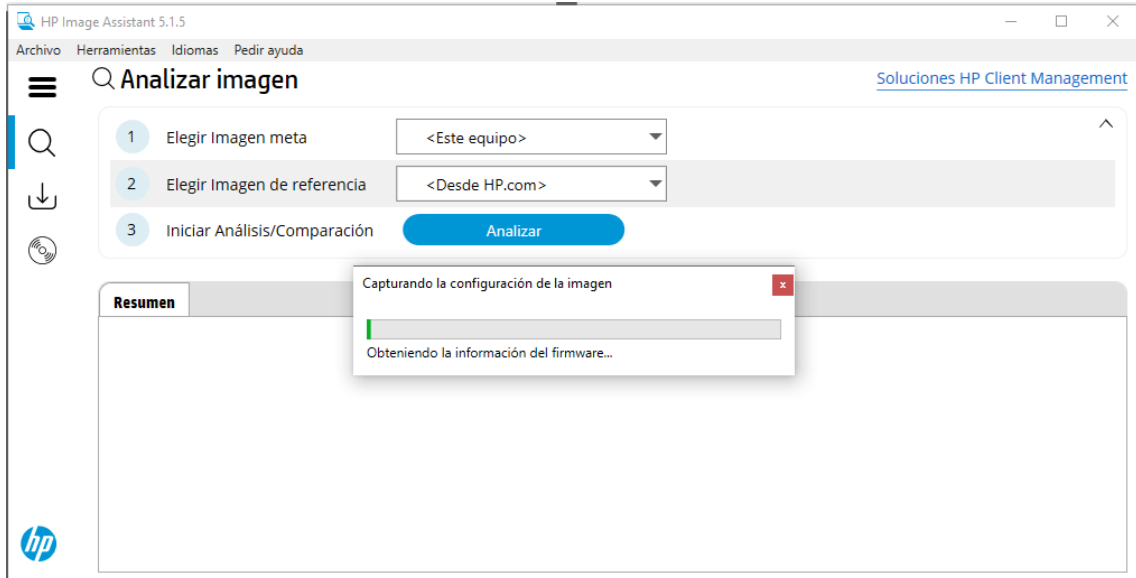 HP Image Assistant 5.1.5
Archivo Herramientas Idiomas Pedir ayuda
Analizar imagen
Soluciones HP Client Management
1 Elegir Imagen meta <Este equipo>
2 Elegir Imagen de referencia <Desde HP.com>
3 Iniciar Análisis/Comparación Analizar
Capturando la configuración de la imagen x
Resumen
Obteniendo la información del firmware...
hp